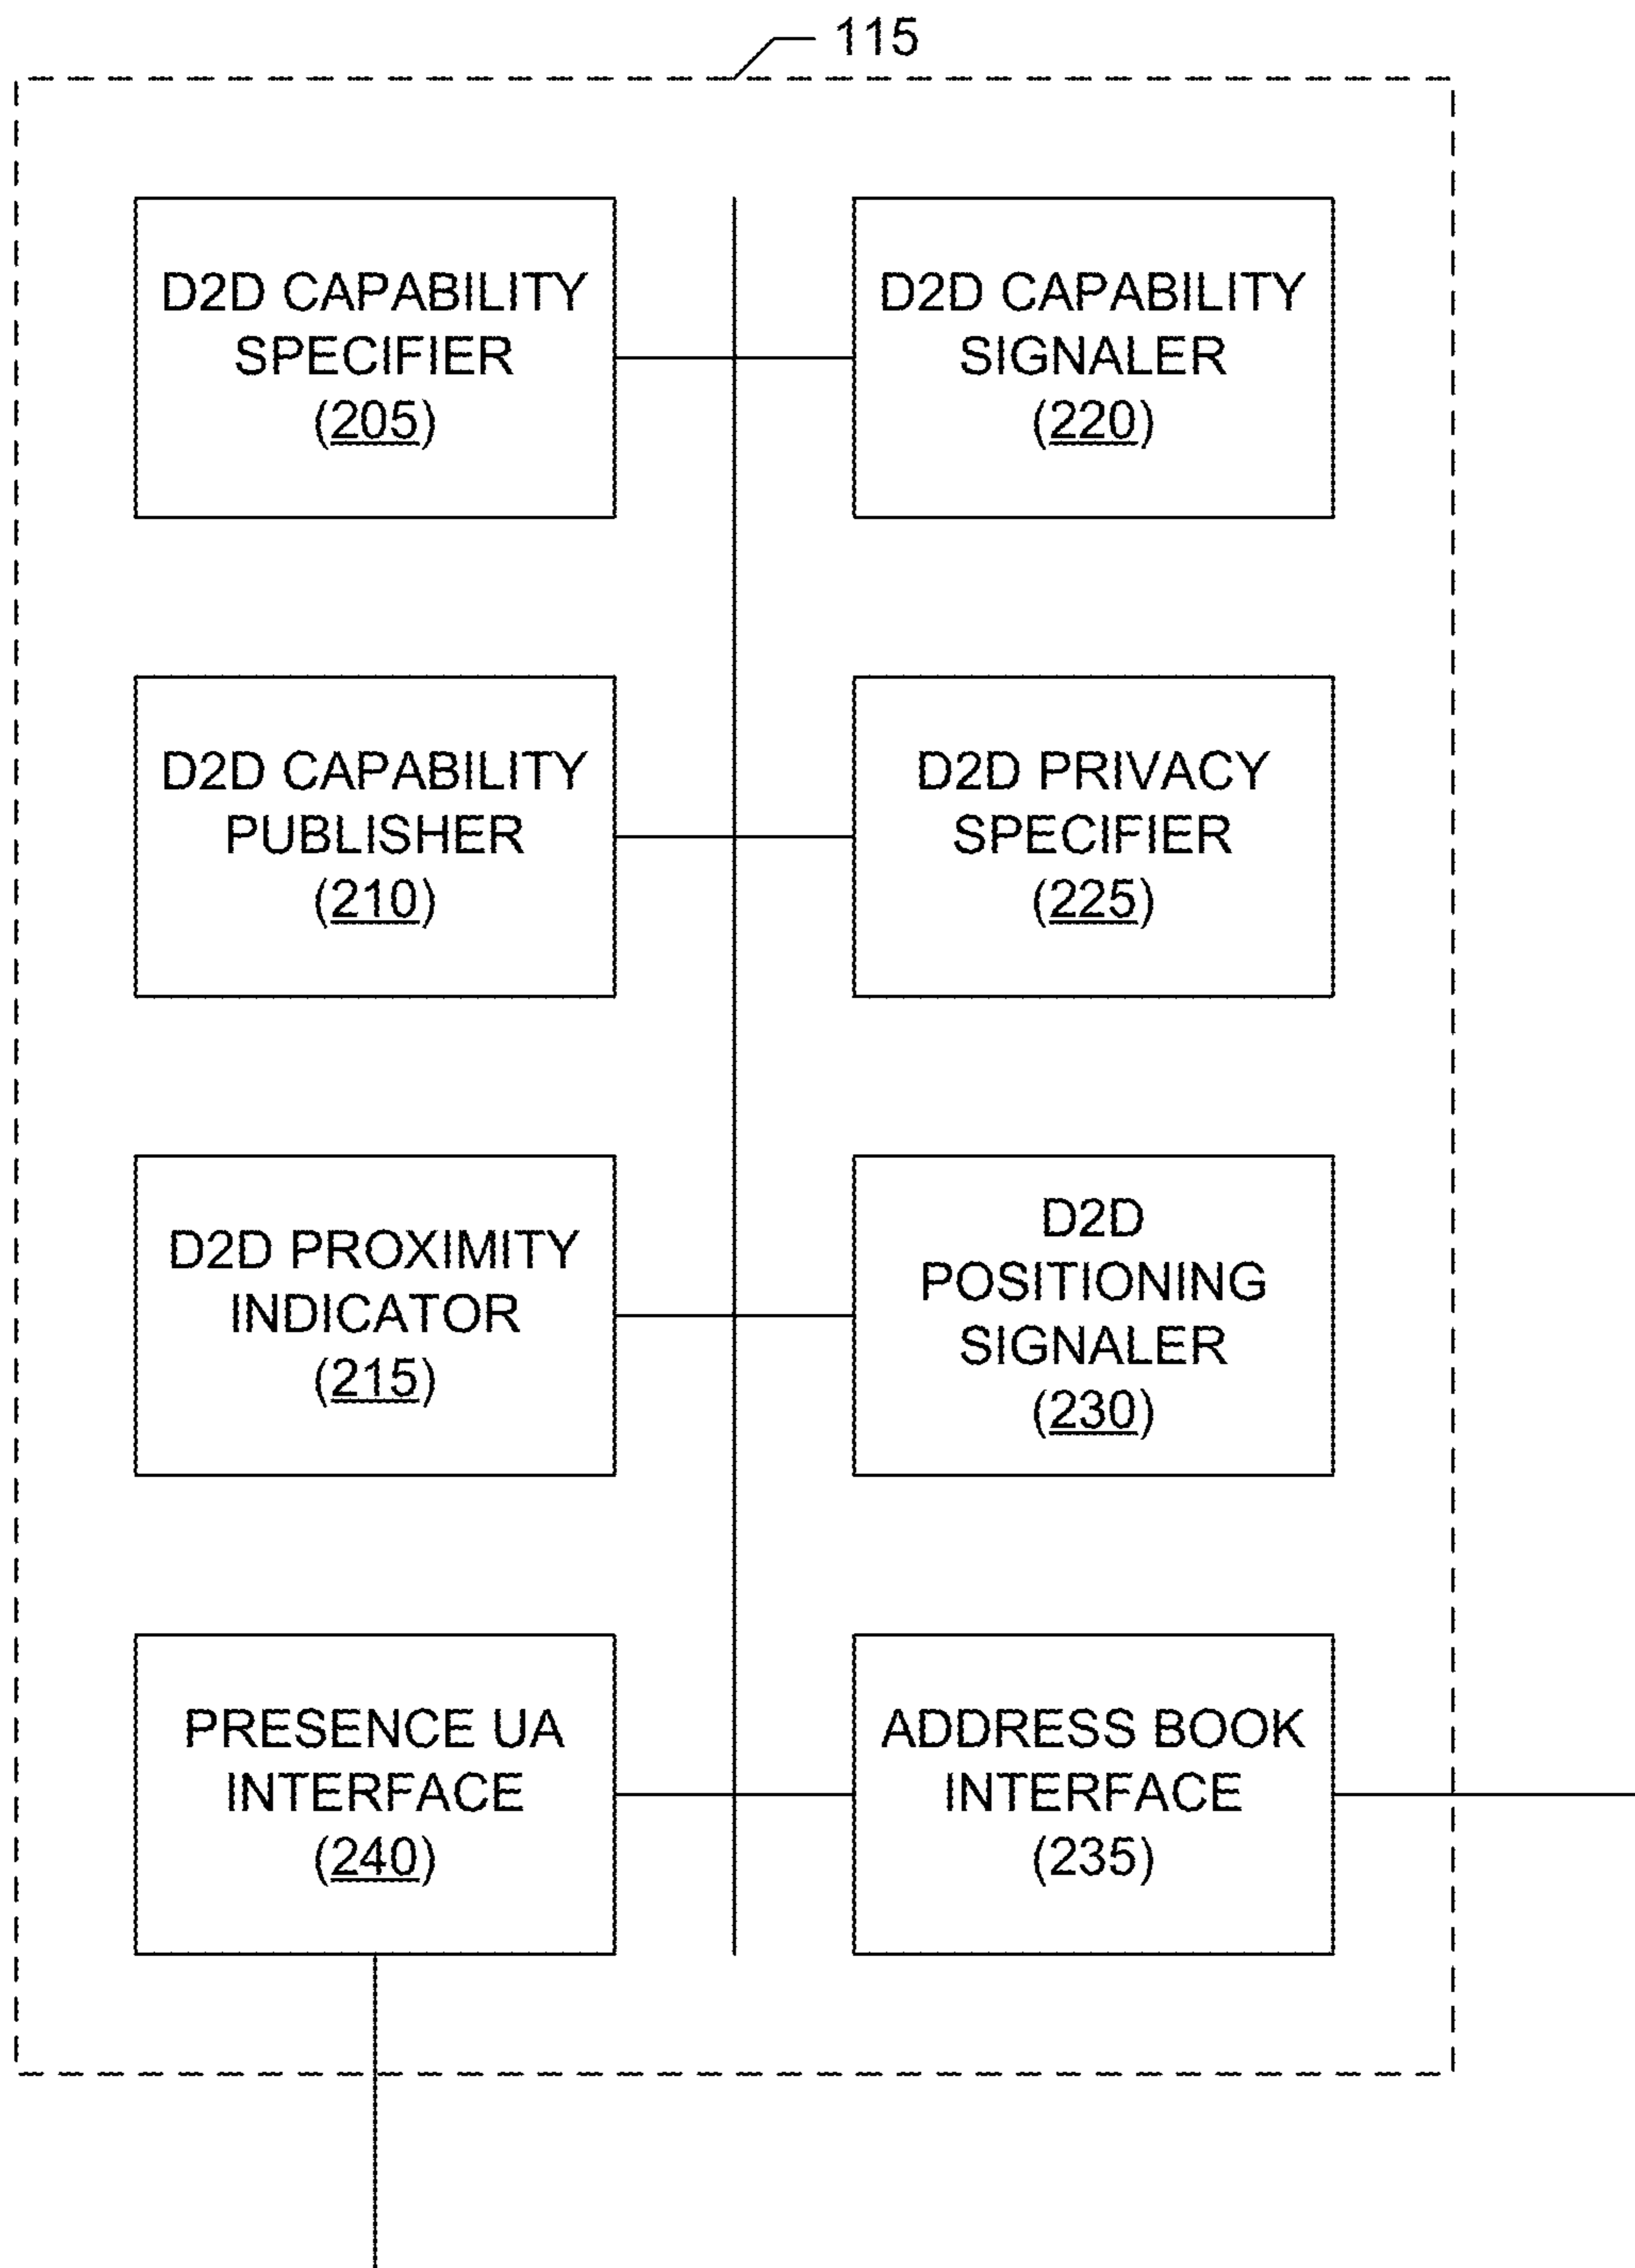 115
D2D CAPABILITY
SPECIFIER
(205)
D2D CAPABILITY
SIGNALER
(220)
D2D CAPABILITY
PUBLISHER
(210)
D2D PRIVACY
SPECIFIER
(225)
D2D PROXIMITY
INDICATOR
(215)
D2D
POSITIONING
SIGNALER
(230)
PRESENCE UA
INTERFACE
(240)
ADDRESS BOOK
INTERFACE
(235)